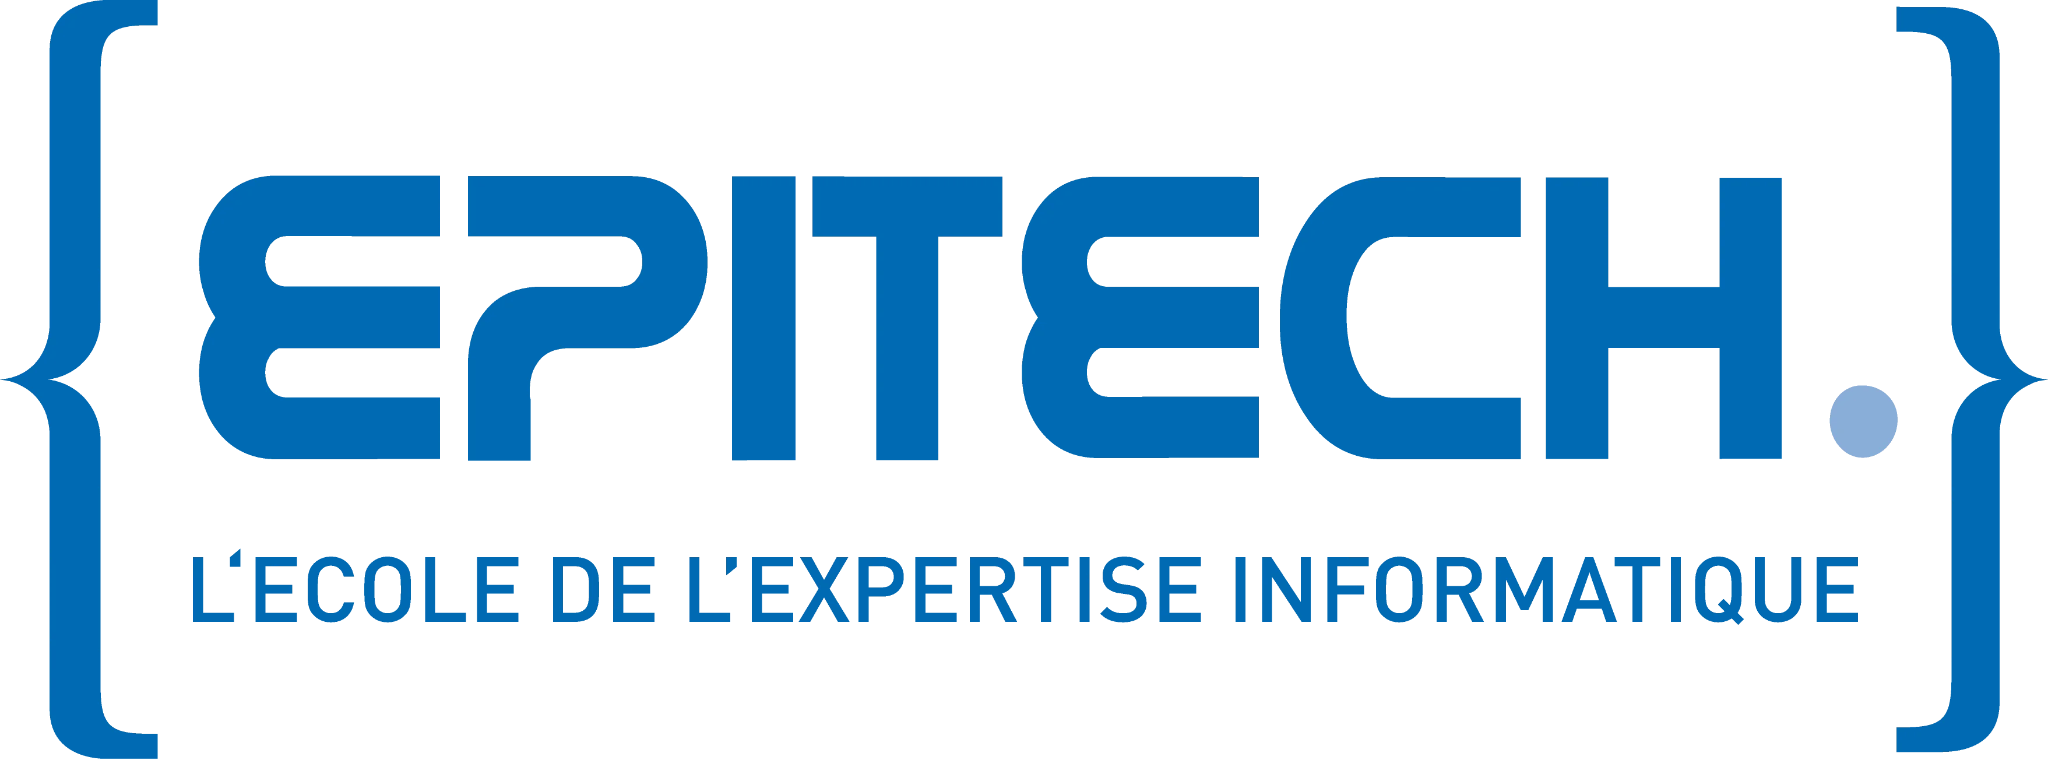 {EPITECH.}
L'ECOLE DE L'EXPERTISE INFORMATIQUE